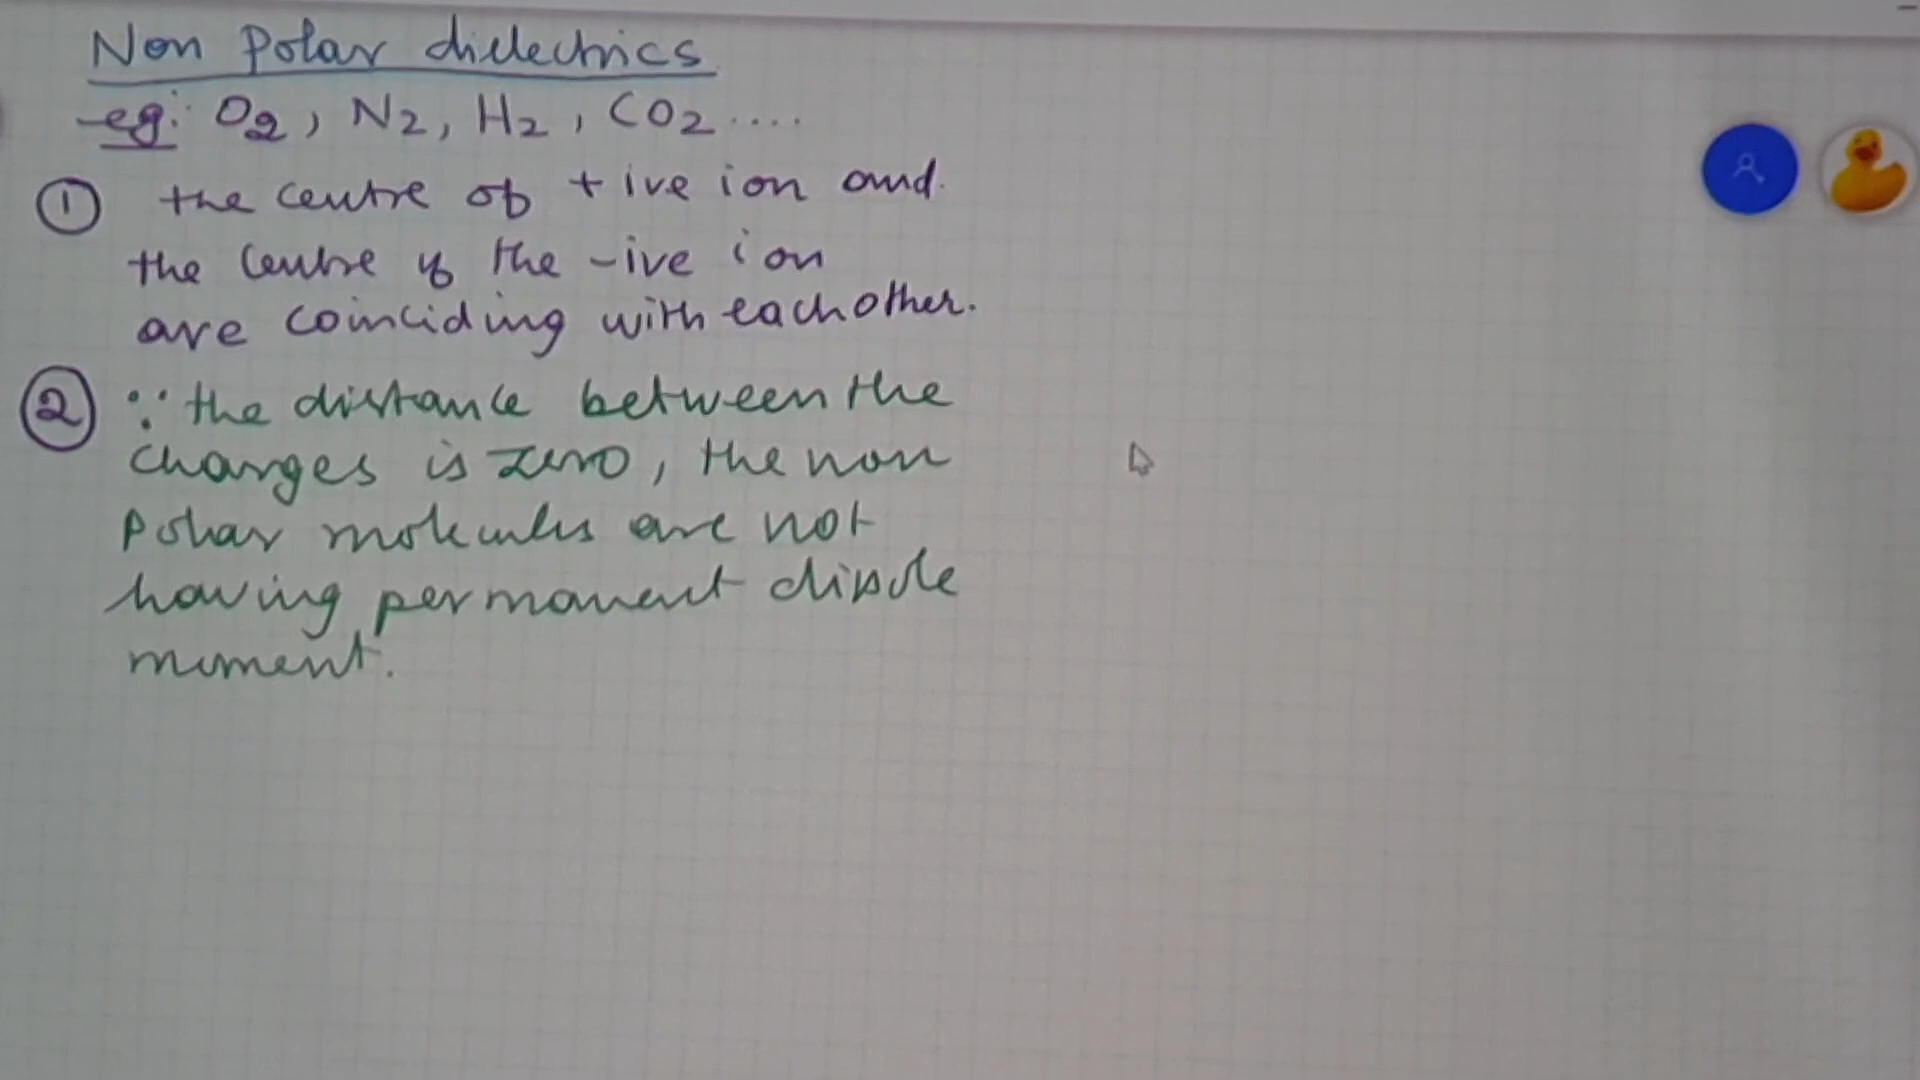 Non Polar dielectrics
eg: O2, N2, H2, CO2 ....
① the centre of +ive ion and.
the centre of the -ive ion
are coinciding with eachother.
② ∵ the distance between the
charges is zero, the non
polar molecules are not
having permanent dipole
moment.